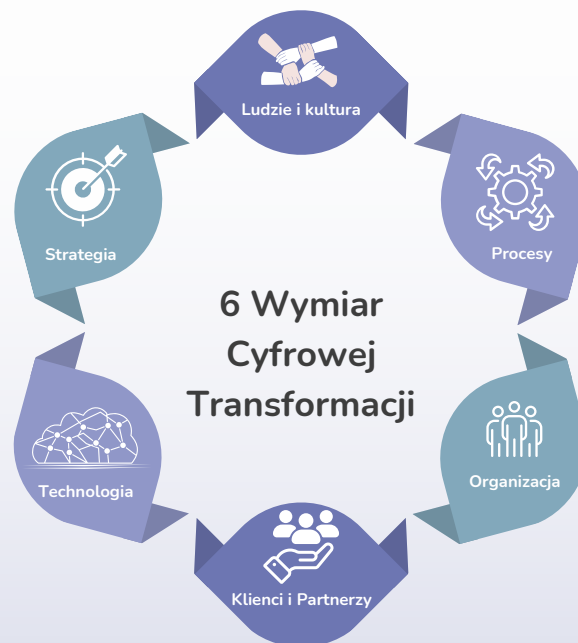 Ludzie i kultura
Strategia
Procesy
6 Wymiar
Cyfrowej
Transformacji
Technologia
Organizacja
Klienci i Partnerzy